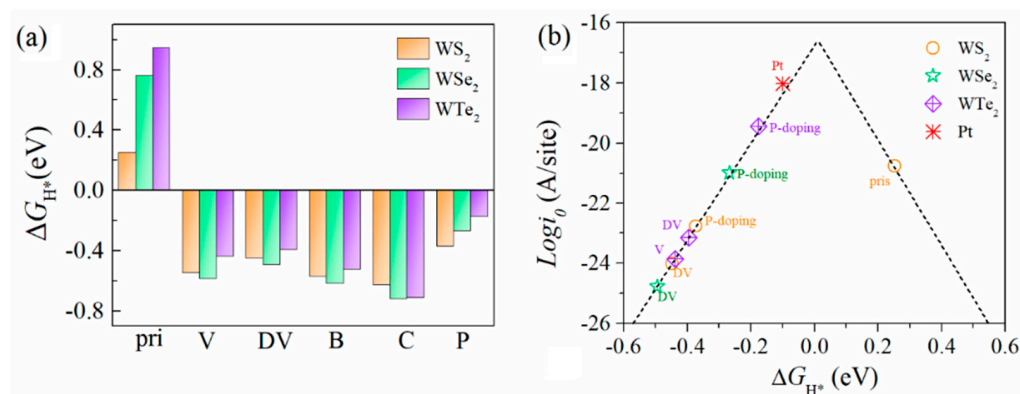 (a)
WS2
WSe2
WTe2
0.8
0.4
0.0
-0.4
-0.8
ΔGH*(eV)
pri V DV B C P
(b)
WS2
WSe2
WTe2
Pt
-16
-18
-20
-22
-24
-26
Logi0 (A/site)
Pt
P-doping
P-doping
pris
DV
P-doping
V
DV
DV
-0.6 -0.4 -0.2 0.0 0.2 0.4 0.6
ΔGH* (eV)